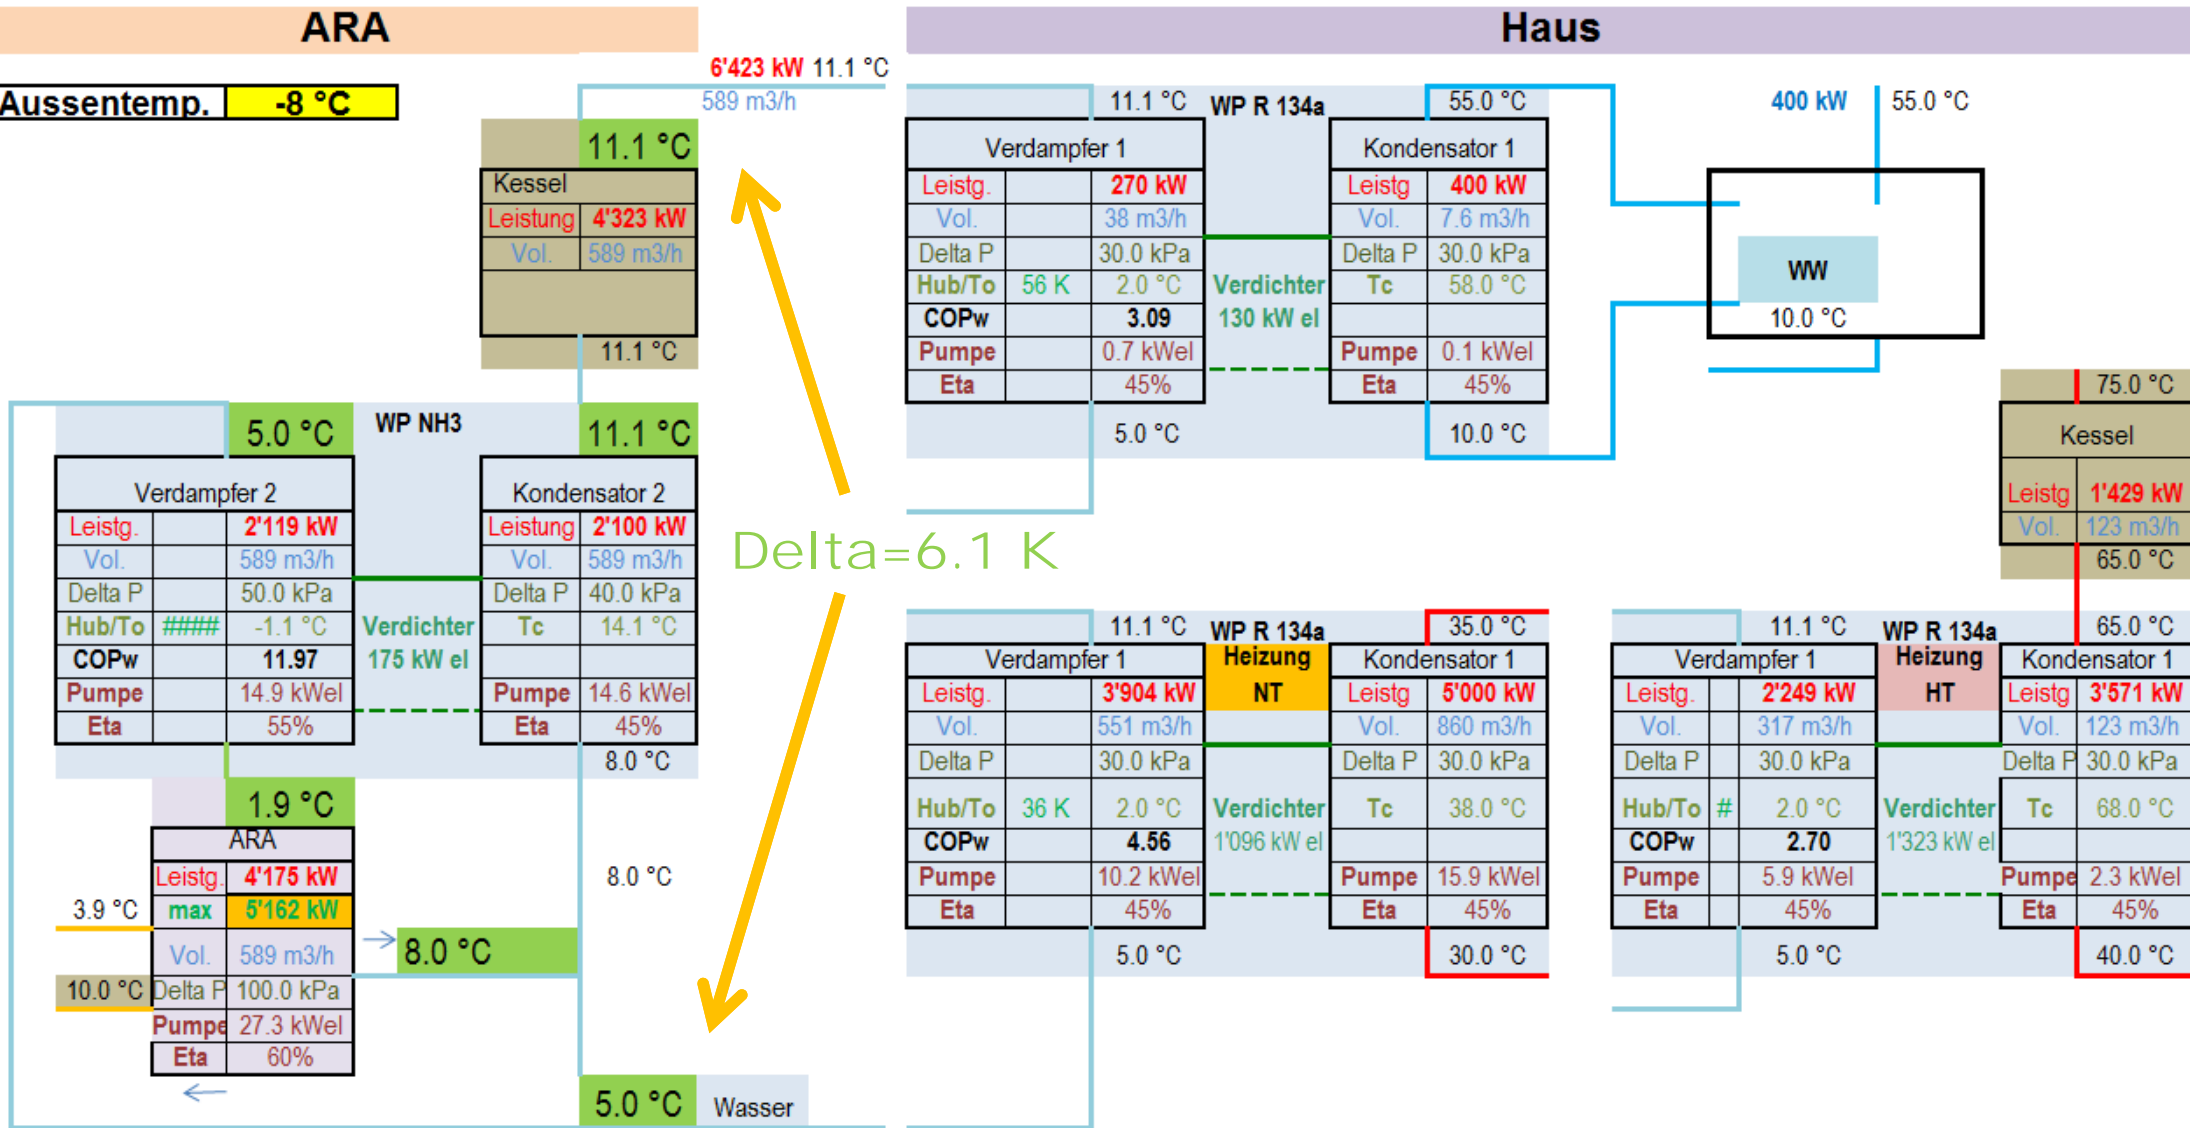 ARA
Haus
6'423 kW 11.1 °C
589 m3/h
Aussentemp. -8 °C
11.1 °C
Kessel
Leistung 4'323 kW
Vol. 589 m3/h
11.1 °C
5.0 °C WP NH3 11.1 °C
Verdampfer 2 Kondensator 2
Leistg. 2'119 kW Leistung 2'100 kW
Vol. 589 m3/h Vol. 589 m3/h
Delta P 50.0 kPa Delta P 40.0 kPa
Hub/To #### -1.1 °C Verdichter Tc 14.1 °C
COPw 11.97 175 kW el
Pumpe 14.9 kWel Pumpe 14.6 kWel
Eta 55% Eta 45%
8.0 °C
1.9 °C
ARA
Leistg. 4'175 kW 8.0 °C
3.9 °C max 5'162 kW
Vol. 589 m3/h 8.0 °C
10.0 °C Delta P 100.0 kPa
Pumpe 27.3 kWel
Eta 60%
5.0 °C Wasser
Delta=6.1 K
11.1 °C WP R 134a 55.0 °C
Verdampfer 1 Kondensator 1
Leistg. 270 kW Leistg 400 kW
Vol. 38 m3/h Vol. 7.6 m3/h
Delta P 30.0 kPa Delta P 30.0 kPa
Hub/To 56 K 2.0 °C Verdichter Tc 58.0 °C
COPw 3.09 130 kW el
Pumpe 0.7 kWel Pumpe 0.1 kWel
Eta 45% Eta 45%
5.0 °C 10.0 °C
400 kW 55.0 °C
WW
10.0 °C
75.0 °C
Kessel
Leistg 1'429 kW
Vol. 123 m3/h
65.0 °C
11.1 °C WP R 134a 35.0 °C
Verdampfer 1 Heizung Kondensator 1
Leistg. 3'904 kW NT Leistg 5'000 kW
Vol. 551 m3/h Vol. 860 m3/h
Delta P 30.0 kPa Delta P 30.0 kPa
Hub/To 36 K 2.0 °C Verdichter Tc 38.0 °C
COPw 4.56 1'096 kW el
Pumpe 10.2 kWel Pumpe 15.9 kWel
Eta 45% Eta 45%
5.0 °C 30.0 °C
11.1 °C WP R 134a 65.0 °C
Verdampfer 1 Heizung Kondensator 1
Leistg. 2'249 kW HT Leistg 3'571 kW
Vol. 317 m3/h Vol. 123 m3/h
Delta P 30.0 kPa Delta P 30.0 kPa
Hub/To # 2.0 °C Verdichter Tc 68.0 °C
COPw 2.70 1'323 kW el
Pumpe 5.9 kWel Pumpe 2.3 kWel
Eta 45% Eta 45%
5.0 °C 40.0 °C